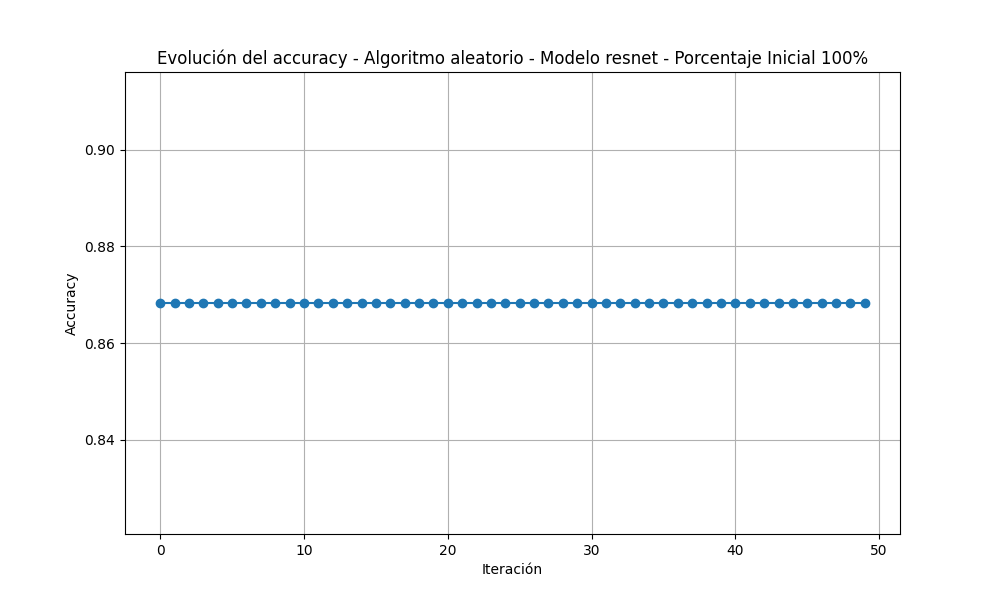 Evolución del accuracy - Algoritmo aleatorio - Modelo resnet - Porcentaje Inicial 100%
0.90
0.88
0.86
0.84
Accuracy
0 10 20 30 40 50
Iteración